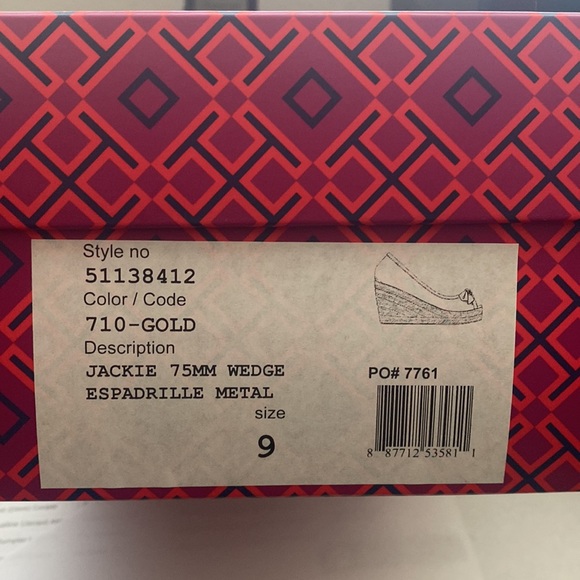 Style no
51138412
Color / Code
710-GOLD
Description
JACKIE 75MM WEDGE
ESPADRILLE METAL
size
9
PO# 7761
8 87712 53581 1